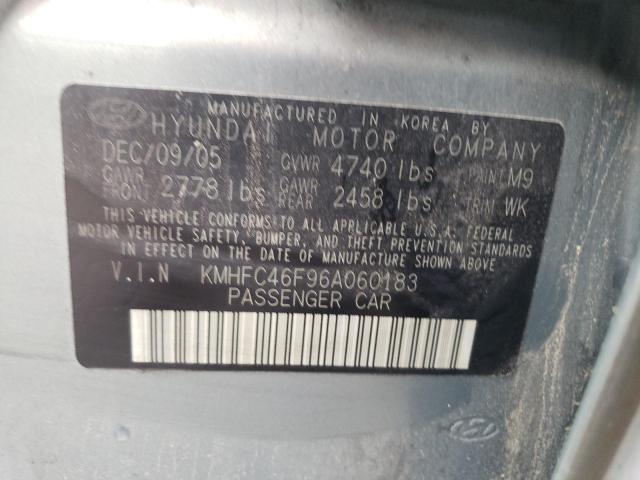 MANUFACTURED IN KOREA BY
HYUNDAI MOTOR COMPANY
DEC/09/05 GVWR 4740 lbs PAINT M9
GAWR FRONT 2778 lbs GAWR REAR 2458 lbs TRIM WK
THIS VEHICLE CONFORMS TO ALL APPLICABLE U.S.A. FEDERAL
MOTOR VEHICLE SAFETY, BUMPER, AND THEFT PREVENTION STANDARDS
IN EFFECT ON THE DATE OF MANUFACTURE SHOWN ABOVE.
V.I.N KMHFC46F96A060183
PASSENGER CAR